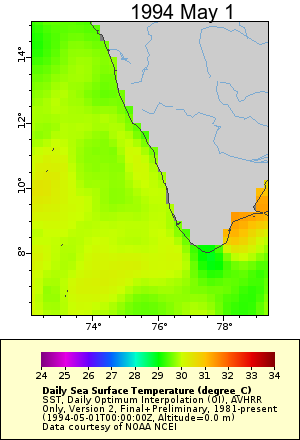 1994 May 1
14°
12°
10°
8°
74° 76° 78°
24 25 26 27 28 29 30 31 32 33 34
Daily Sea Surface Temperature (degree_C)
SST, Daily Optimum Interpolation (OI), AVHRR
Only, Version 2, Final+Preliminary, 1981-present
(1994-05-01T00:00:00Z, Altitude=0.0 m)
Data courtesy of NOAA NCEI